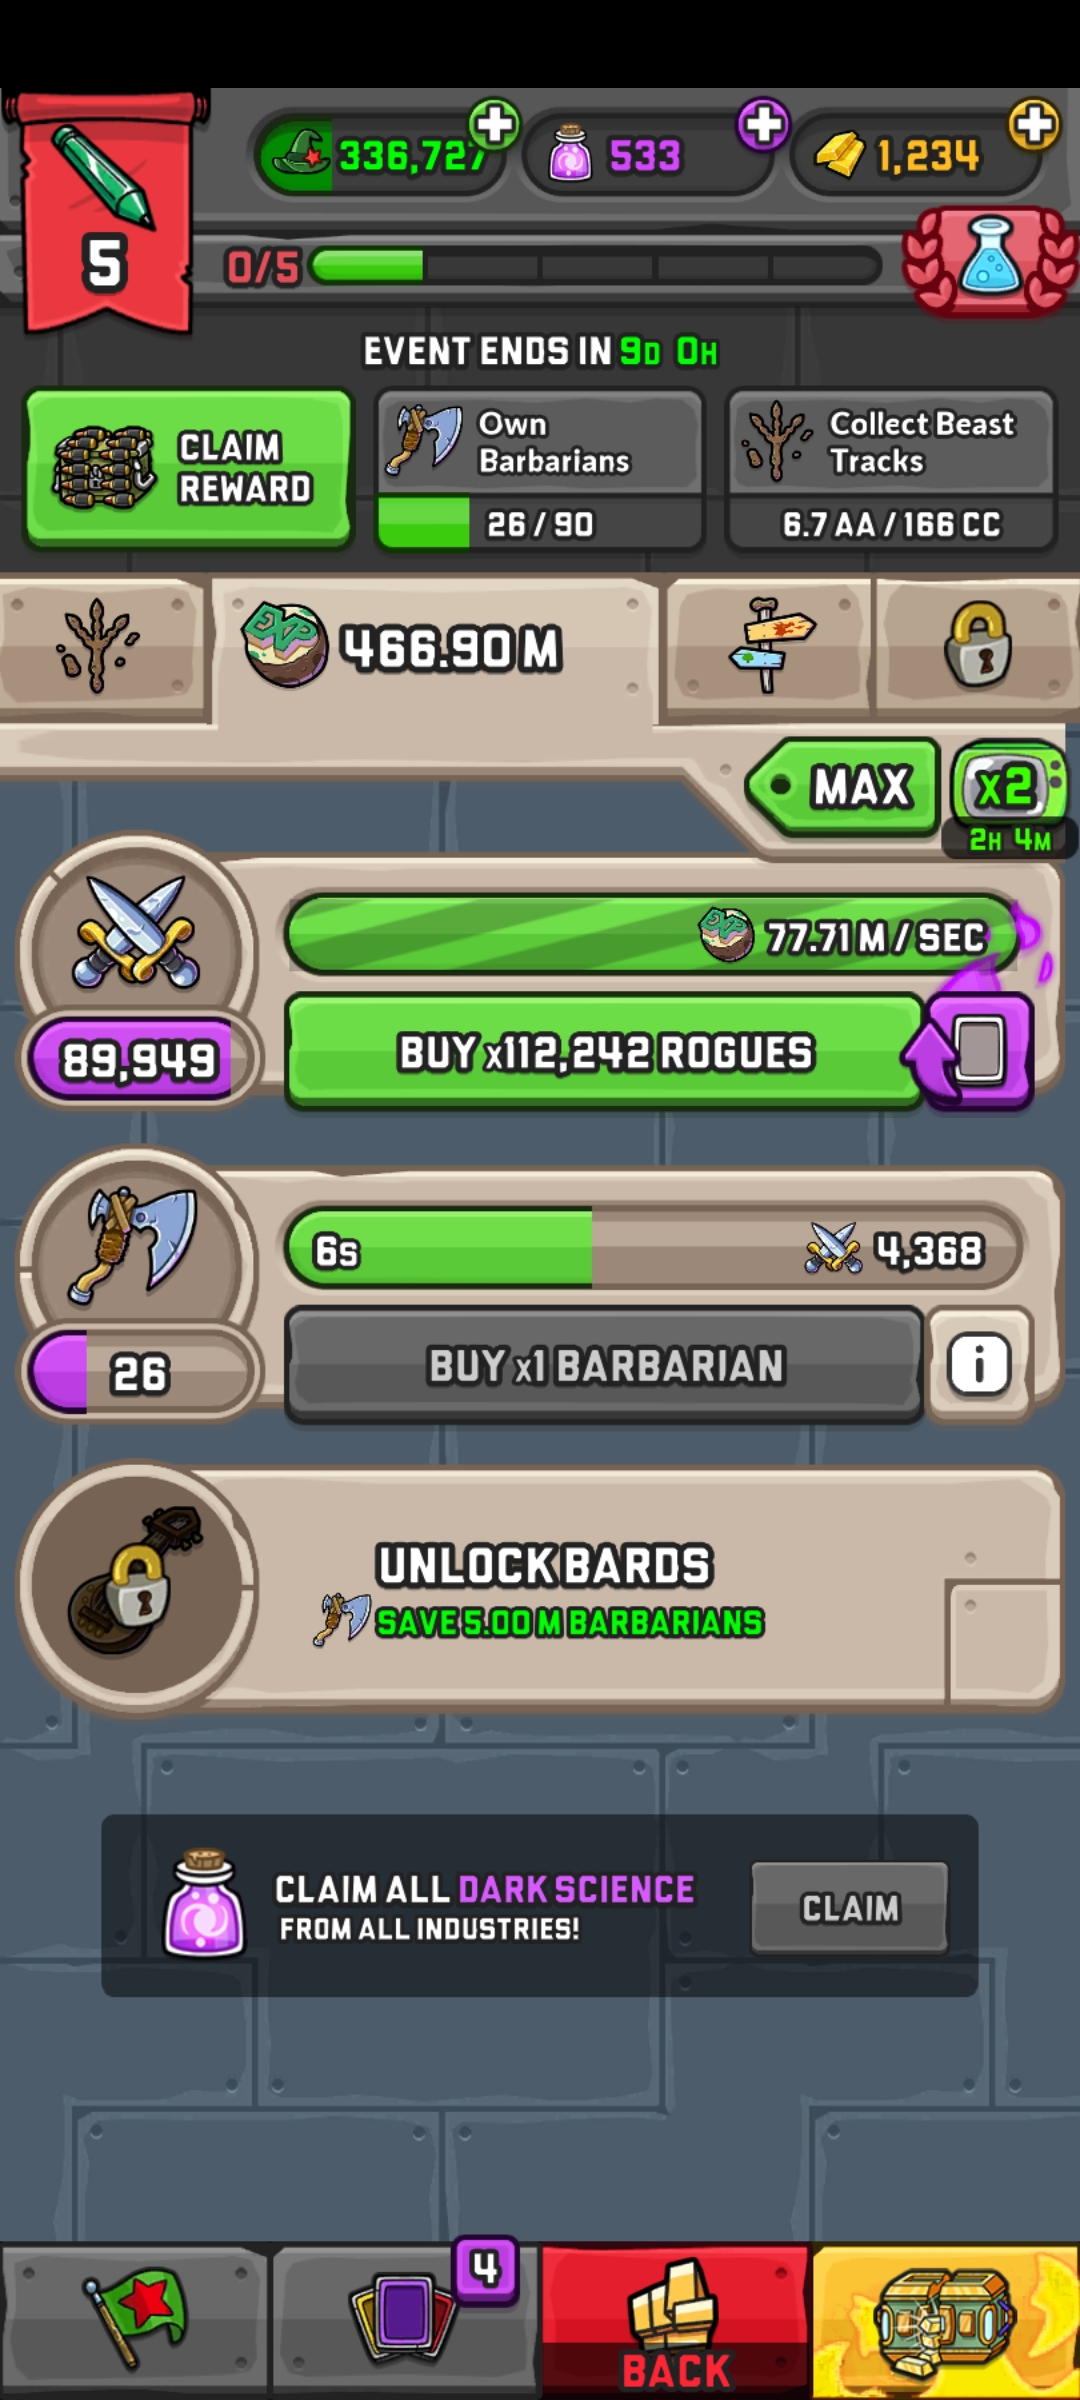 336,727
533
1,234
5
0/5
EVENT ENDS IN 9D 0H
CLAIM
REWARD
Own
Barbarians
26 / 90
Collect Beast
Tracks
6.7 AA / 166 CC
EXP
466.90 M
MAX
x2
2H 4M
EXP
77.71 M / SEC
89,949
BUY x112,242 ROGUES
6S
4,368
26
BUY x1 BARBARIAN
i
UNLOCK BARDS
SAVE 5.00 M BARBARIANS
CLAIM ALL DARK SCIENCE
FROM ALL INDUSTRIES!
CLAIM
4
BACK